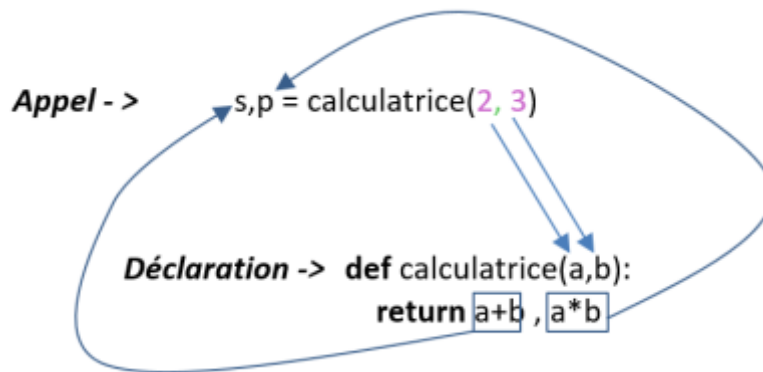 Appel - > s,p = calculatrice(2, 3)
Déclaration -> def calculatrice(a,b):
return a+b , a*b